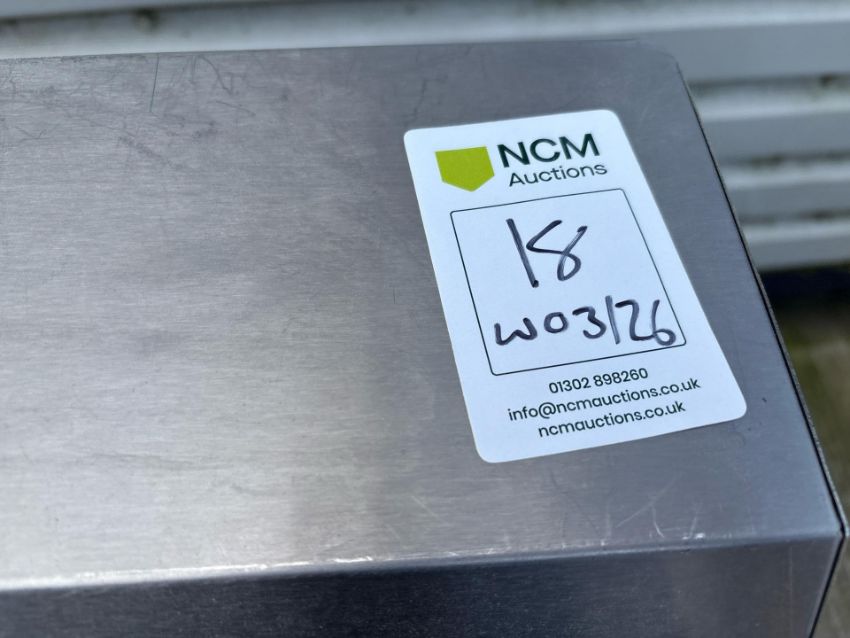 NCM
Auctions
18
W03/26
01302 898260
info@ncmauctions.co.uk
ncmauctions.co.uk